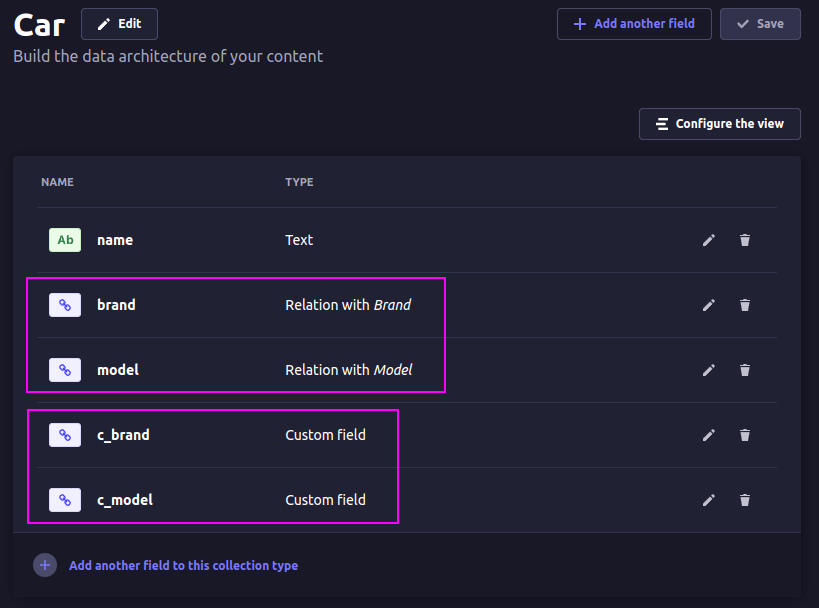 Car
Edit
Add another field
Save
Build the data architecture of your content
Configure the view
NAME TYPE
Ab name Text
brand Relation with Brand
model Relation with Model
c_brand Custom field
c_model Custom field
Add another field to this collection type